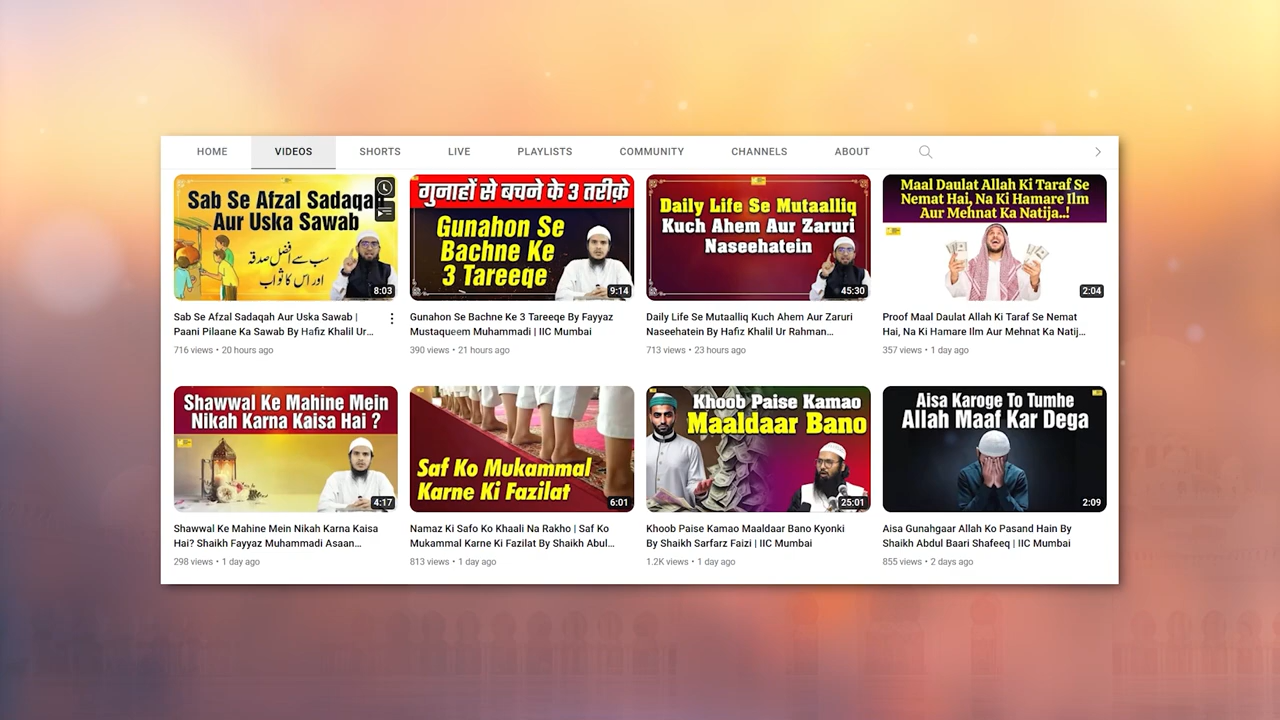 HOME VIDEOS SHORTS LIVE PLAYLISTS COMMUNITY CHANNELS ABOUT
Sab Se Afzal Sadaqah
Aur Uska Sawab
سب سے افضل صدقہ
اور اس کا ثواب
8:03
गुनाहों से बचने के 3 तरीक़े
Gunahon Se
Bachne Ke
3 Tareeqe
9:14
Daily Life Se Mutaalliq
Kuch Ahem Aur Zaruri
Naseehatein
45:30
Maal Daulat Allah Ki Taraf Se
Nemat Hai, Na Ki Hamare Ilm
Aur Mehnat Ka Natija..!
2:04
Sab Se Afzal Sadaqah Aur Uska Sawab |
Paani Pilaane Ka Sawab By Hafiz Khalil Ur...
716 views • 20 hours ago
Gunahon Se Bachne Ke 3 Tareeqe By Fayyaz
Mustaqueem Muhammadi | IIC Mumbai
390 views • 21 hours ago
Daily Life Se Mutaalliq Kuch Ahem Aur Zaruri
Naseehatein By Hafiz Khalil Ur Rahman...
713 views • 23 hours ago
Proof Maal Daulat Allah Ki Taraf Se Nemat
Hai, Na Ki Hamare Ilm Aur Mehnat Ka Natij...
357 views • 1 day ago
Shawwal Ke Mahine Mein
Nikah Karna Kaisa Hai ?
4:17
Saf Ko Mukammal
Karne Ki Fazilat
6:01
Khoob Paise Kamao
Maaldaar Bano
25:01
Aisa Karoge To Tumhe
Allah Maaf Kar Dega
2:09
Shawwal Ke Mahine Mein Nikah Karna Kaisa
Hai? Shaikh Fayyaz Muhammadi Asaan...
298 views • 1 day ago
Namaz Ki Safo Ko Khaali Na Rakho | Saf Ko
Mukammal Karne Ki Fazilat By Shaikh Abul...
813 views • 1 day ago
Khoob Paise Kamao Maaldaar Bano Kyonki
By Shaikh Sarfarz Faizi | IIC Mumbai
1.2K views • 1 day ago
Aisa Gunahgaar Allah Ko Pasand Hain By
Shaikh Abdul Baari Shafeeq | IIC Mumbai
855 views • 2 days ago